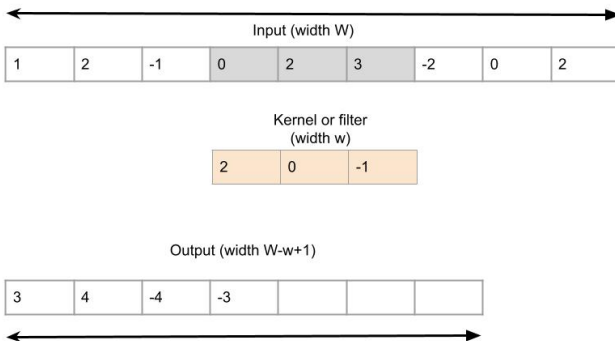 Input (width W)
1 2 -1 0 2 3 -2 0 2
Kernel or filter
(width w)
2 0 -1
Output (width W-w+1)
3 4 -4 -3